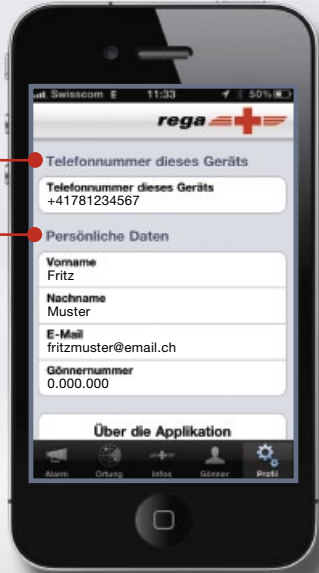 Swisscom E 11:33 50%
rega
Telefonnummer dieses Geräts
Telefonnummer dieses Geräts
+41781234567
Persönliche Daten
Vorname
Fritz
Nachname
Muster
E-Mail
fritzmuster@email.ch
Gönnernummer
0.000.000
Über die Applikation
Alarm Ortung Infos Gönner Profil